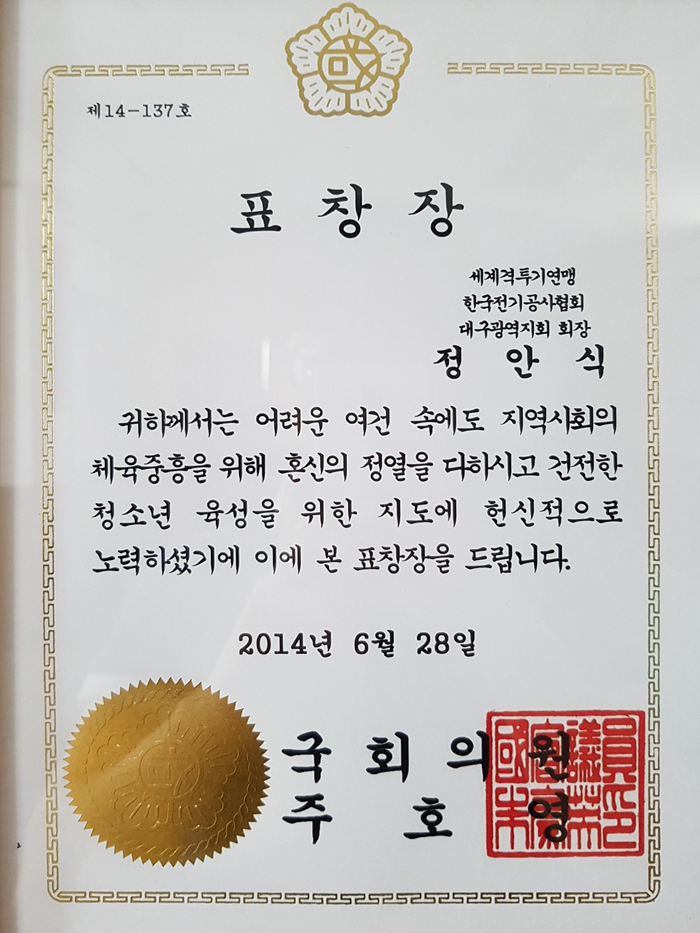 제14-137호
표 창 장
세계격투기연맹
한국전기공사협회
대구광역지회 회장
정 안 식
귀하께서는 어려운 여건 속에도 지역사회의
체육중흥을 위해 혼신의 정열을 다하시고 건전한
청소년 육성을 위한 지도에 헌신적으로
노력하셨기에 이에 본 표창장을 드립니다.
2014년 6월 28일
국 회 의 원
주 호 영